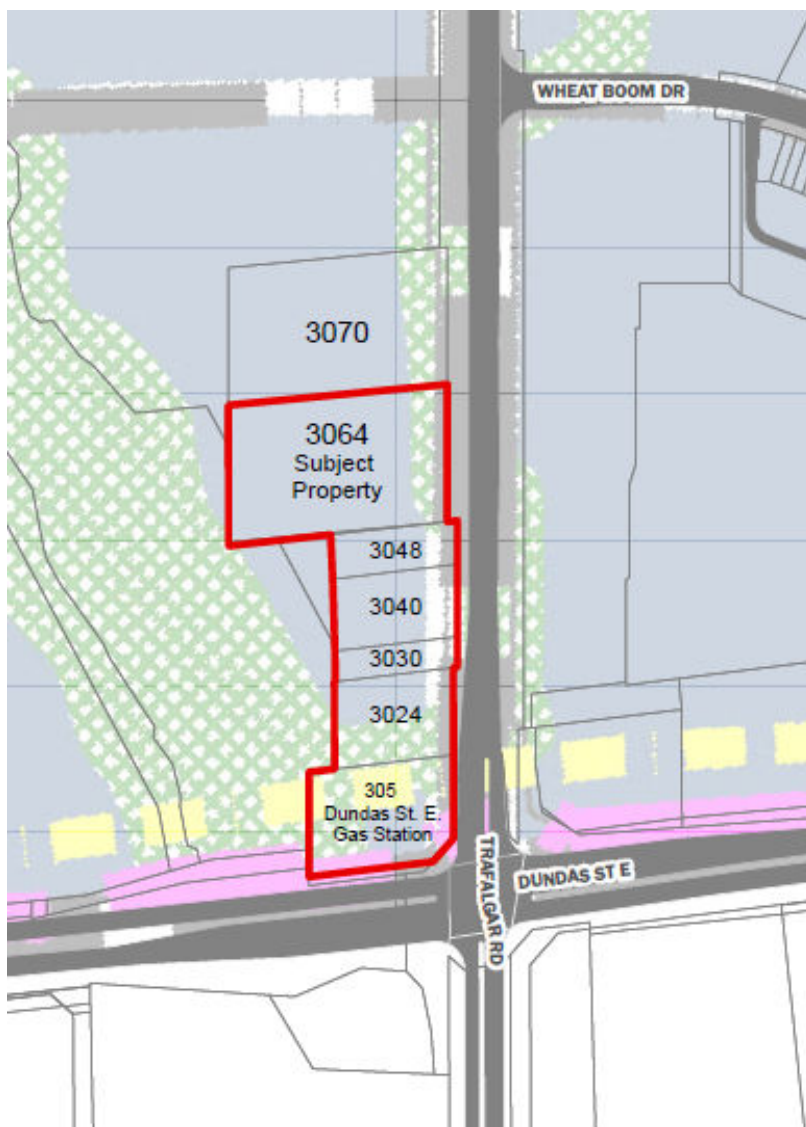 WHEAT BOOM DR
3070
3064
Subject
Property
3048
3040
3030
3024
305
Dundas St. E.
Gas Station
TRAFALGAR RD
DUNDAS ST E